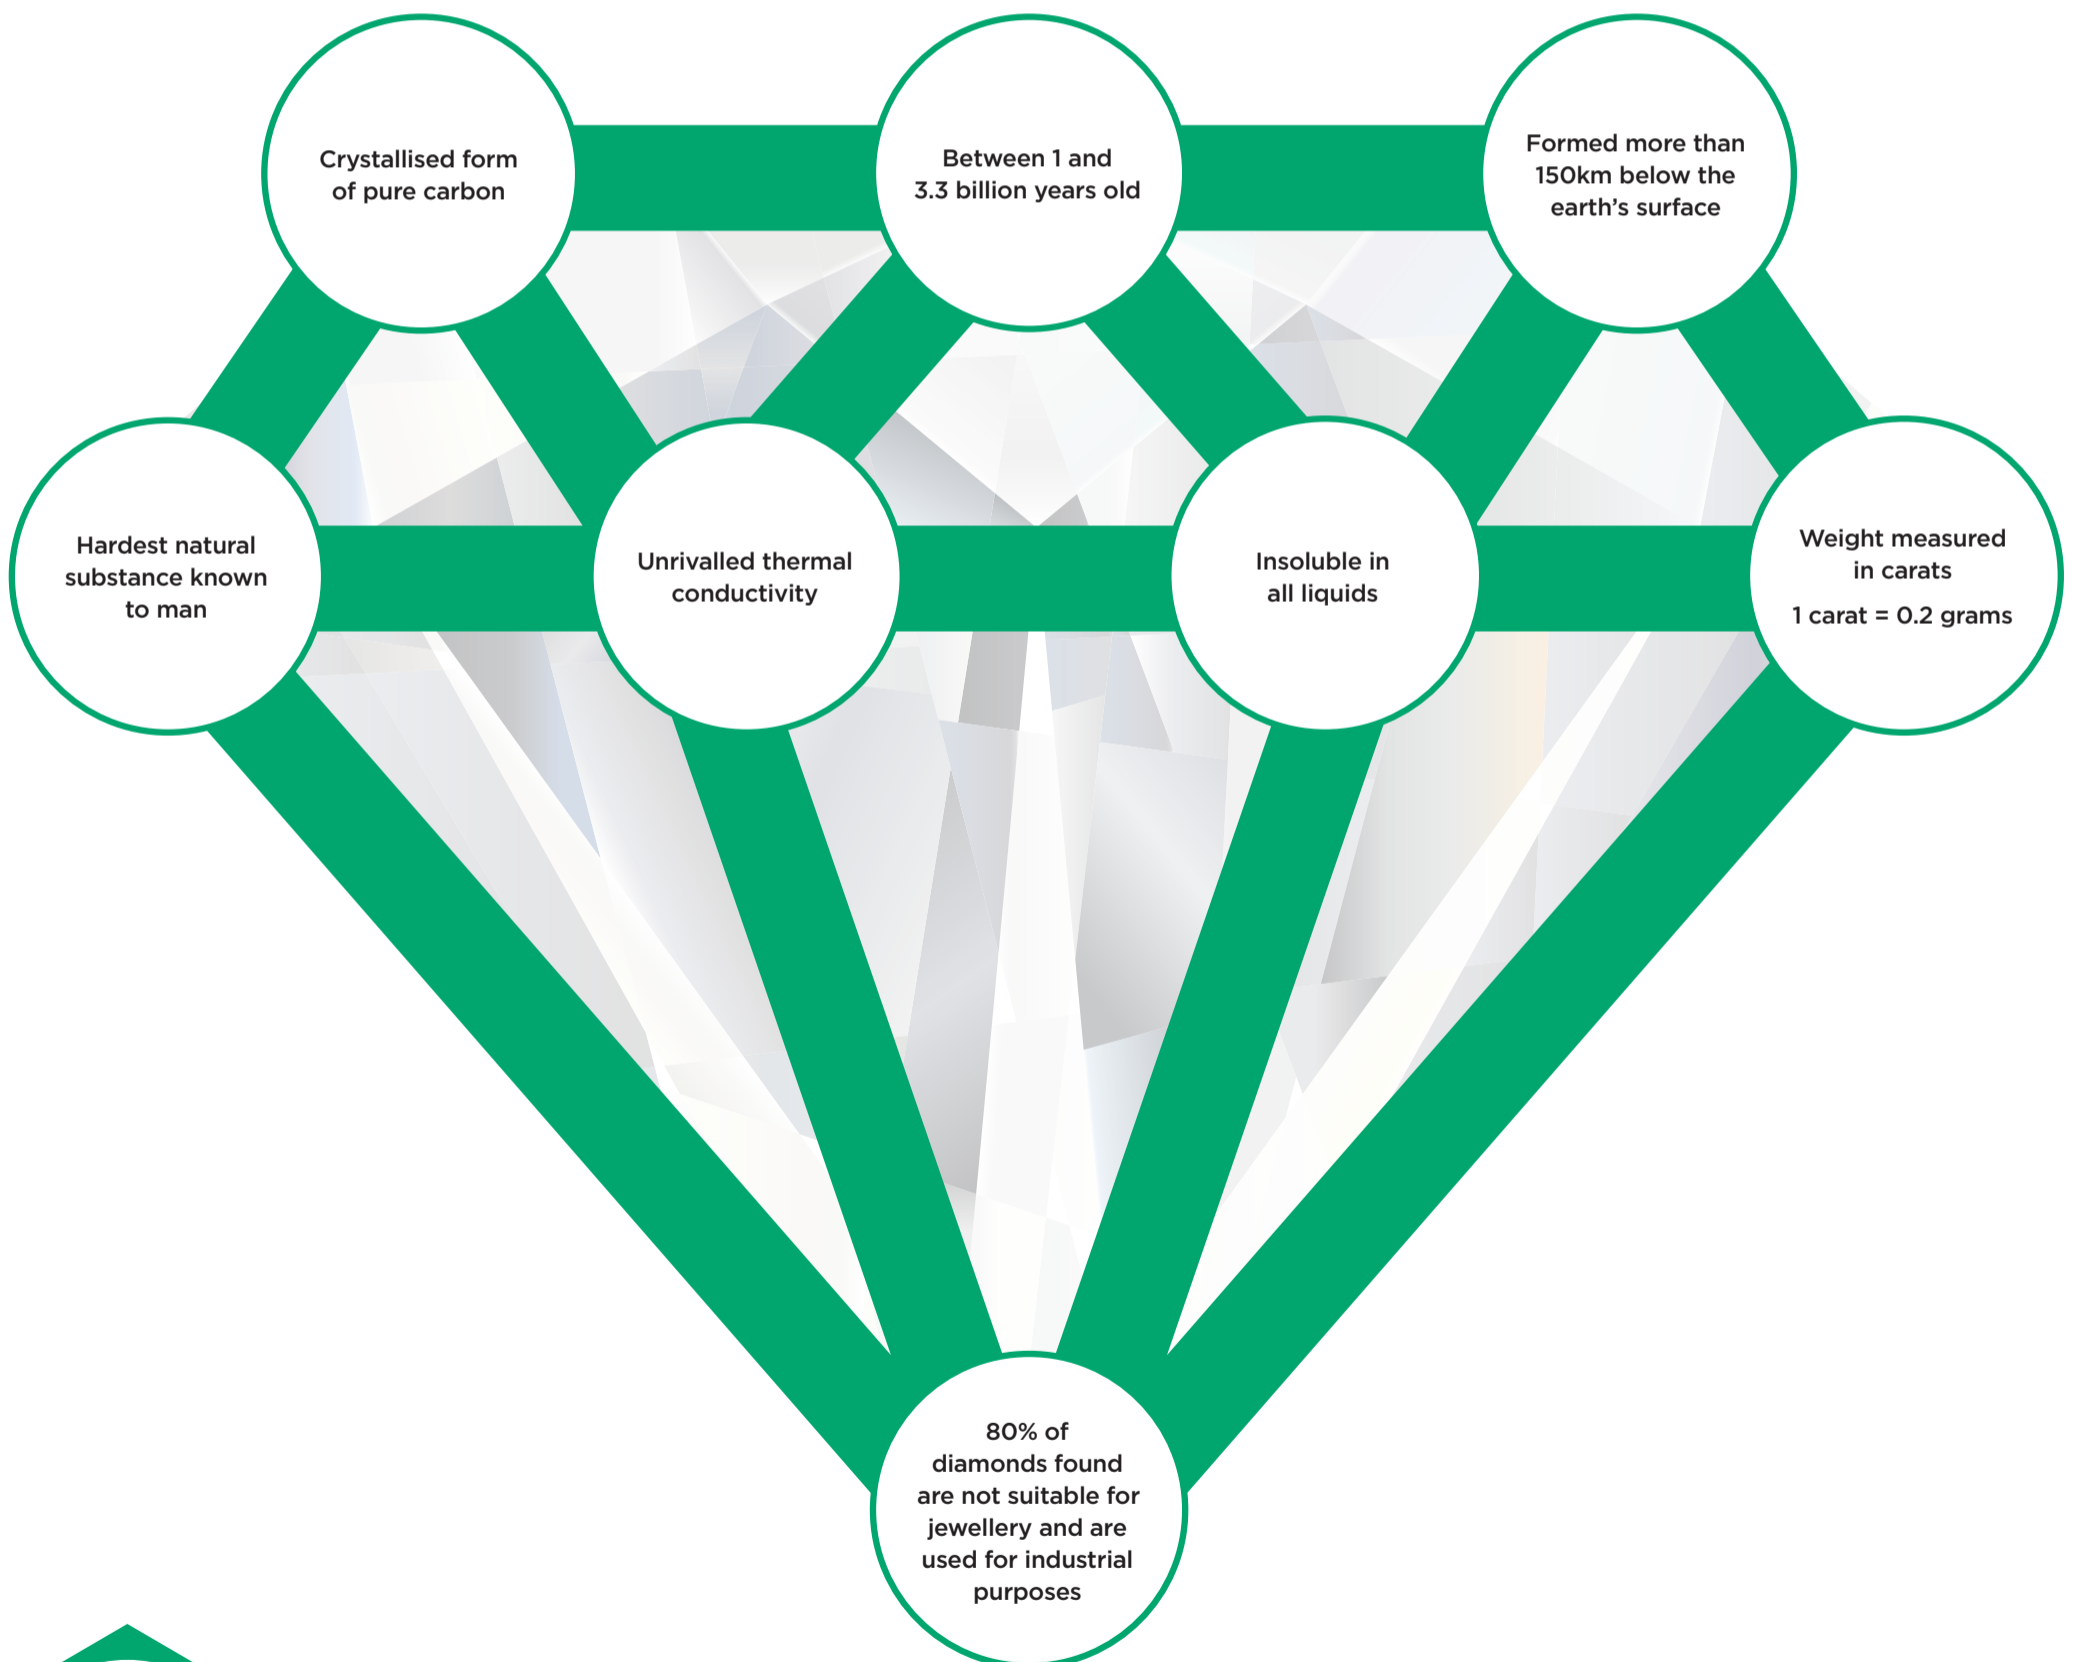 Crystallised form
of pure carbon
Between 1 and
3.3 billion years old
Formed more than
150km below the
earth’s surface
Hardest natural
substance known
to man
Unrivalled thermal
conductivity
Insoluble in
all liquids
Weight measured
in carats
1 carat = 0.2 grams
80% of
diamonds found
are not suitable for
jewellery and are
used for industrial
purposes